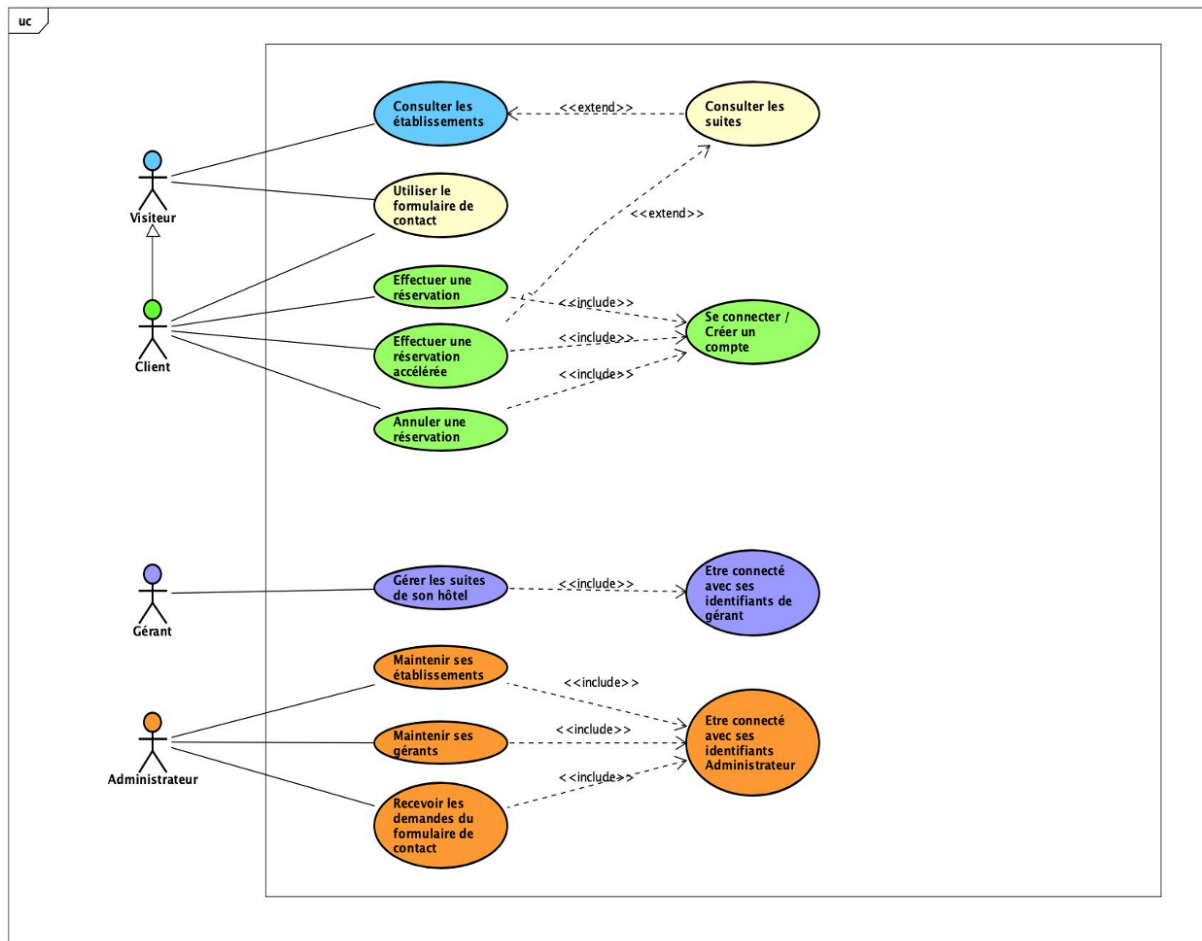 uc
Consulter les
établissements
<<extend>>
Consulter les
suites
Visiteur
Utiliser le
formulaire de
contact
<<extend>>
Effectuer une
réservation
<<include>>
Client
Effectuer une
réservation
accélérée
<<include>>
Se connecter /
Créer un
compte
<<include>>
Annuler une
réservation
Gérant
Gérer les suites
de son hôtel
<<include>>
Etre connecté
avec ses
identifiants de
gérant
Maintenir ses
établissements
<<include>>
Administrateur
Maintenir ses
gérants
<<include>>
Etre connecté
avec ses
identifiants
Administrateur
<<include>>
Recevoir les
demandes du
formulaire de
contact